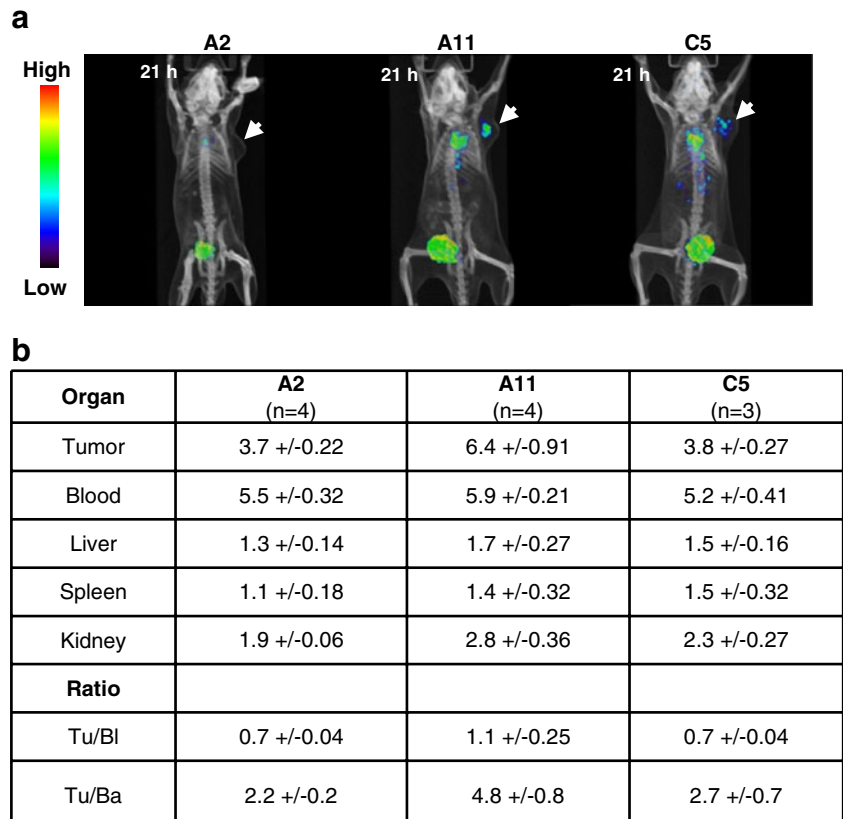 a
A2 A11 C5
High 21 h 21 h 21 h
Low
b
Organ A2 (n=4) A11 (n=4) C5 (n=3)
Tumor 3.7 +/-0.22 6.4 +/-0.91 3.8 +/-0.27
Blood 5.5 +/-0.32 5.9 +/-0.21 5.2 +/-0.41
Liver 1.3 +/-0.14 1.7 +/-0.27 1.5 +/-0.16
Spleen 1.1 +/-0.18 1.4 +/-0.32 1.5 +/-0.32
Kidney 1.9 +/-0.06 2.8 +/-0.36 2.3 +/-0.27
Ratio
Tu/Bl 0.7 +/-0.04 1.1 +/-0.25 0.7 +/-0.04
Tu/Ba 2.2 +/-0.2 4.8 +/-0.8 2.7 +/-0.7